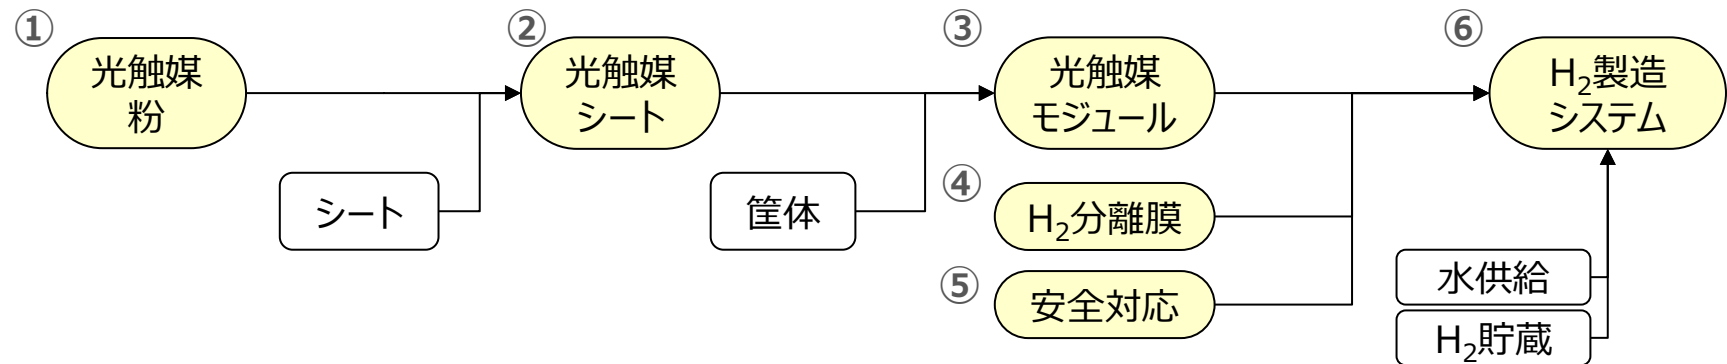 ①
光触媒
粉
シート
②
光触媒
シート
筐体
③
光触媒
モジュール
④
H₂分離膜
⑤
安全対応
⑥
H₂製造
システム
水供給
H₂貯蔵